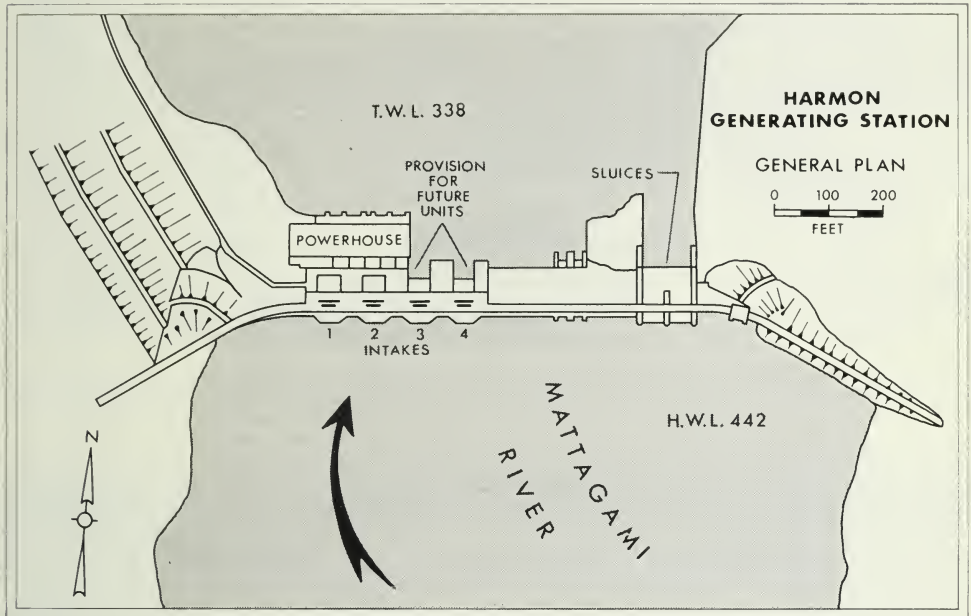 T.W.L. 338
HARMON
GENERATING STATION
GENERAL PLAN
0 100 200
FEET
PROVISION
FOR
FUTURE
UNITS
SLUICES
POWERHOUSE
1 2 3 4
INTAKES
H.W.L. 442
MATTAGAMI
RIVER
N